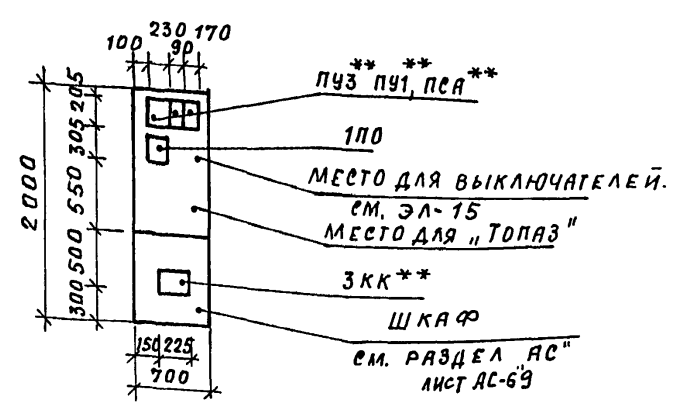 230 170
100 90
ПУ3** ПУ1,** ПСА**
1ПО
МЕСТО ДЛЯ ВЫКЛЮЧАТЕЛЕЙ.
СМ. ЭЛ-15
МЕСТО ДЛЯ „ТОПАЗ"
3КК**
ШКАФ
СМ. РАЗДЕЛ „АС"
ЛИСТ АС-69
2000
205
305
550
500
300
150 225
700